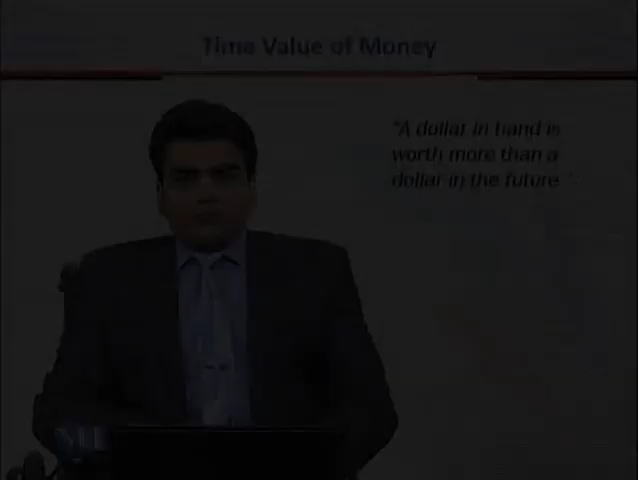 Time Value of Money
"A dollar in hand is
worth more than a
dollar in the future "